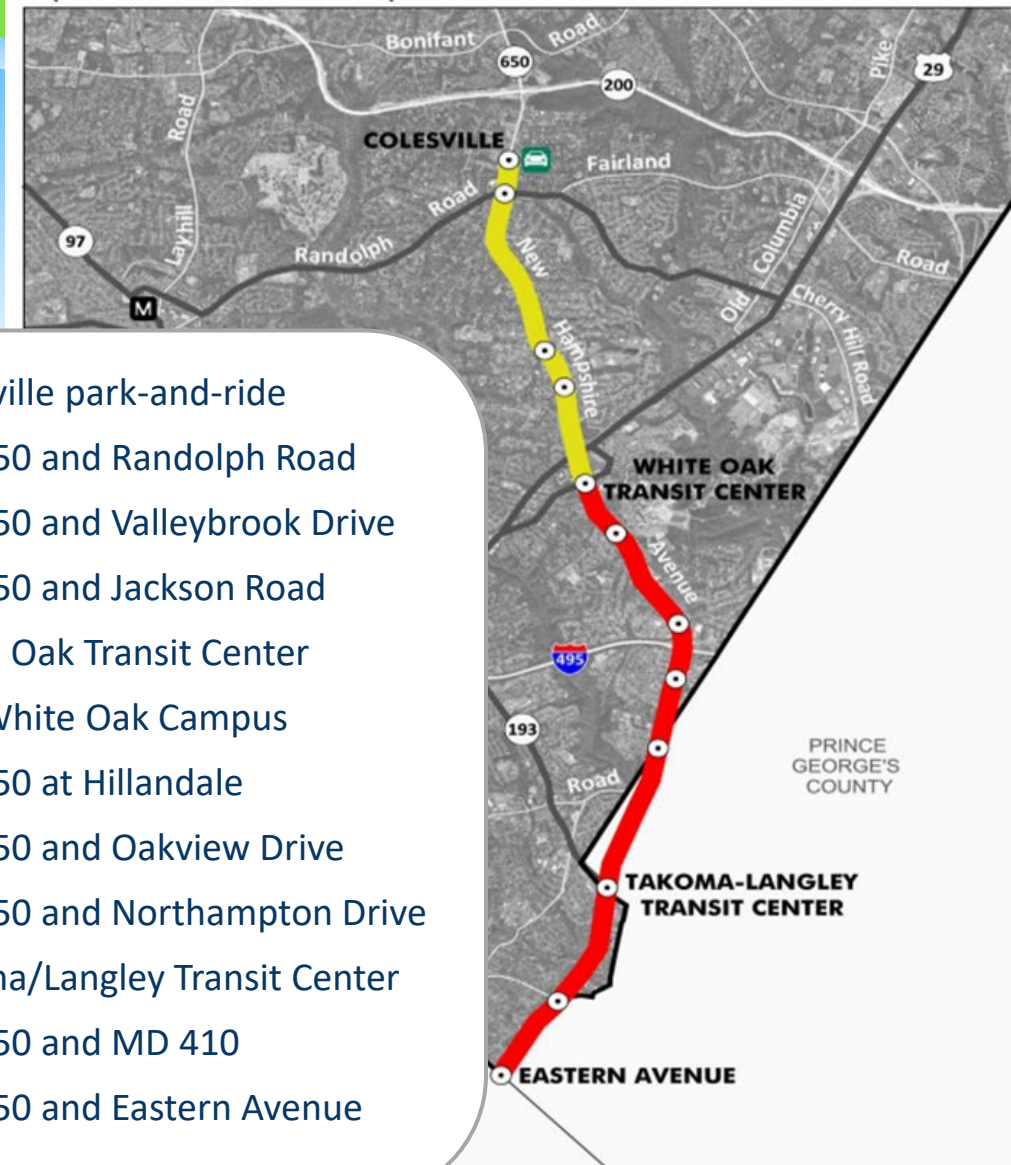 Bonifant Road
650
200
Pike
29
COLESVILLE
Fairland
Road
Road
Layhill
97
Randolph
Columbia
Road
New
Old
Cherry Hill Road
M
Hampshire
ville park-and-ride
50 and Randolph Road
WHITE OAK
TRANSIT CENTER
50 and Valleybrook Drive
Avenue
50 and Jackson Road
Oak Transit Center
495
White Oak Campus
193
PRINCE
GEORGE'S
COUNTY
50 at Hillandale
Road
50 and Oakview Drive
TAKOMA-LANGLEY
TRANSIT CENTER
50 and Northampton Drive
na/Langley Transit Center
50 and MD 410
EASTERN AVENUE
50 and Eastern Avenue